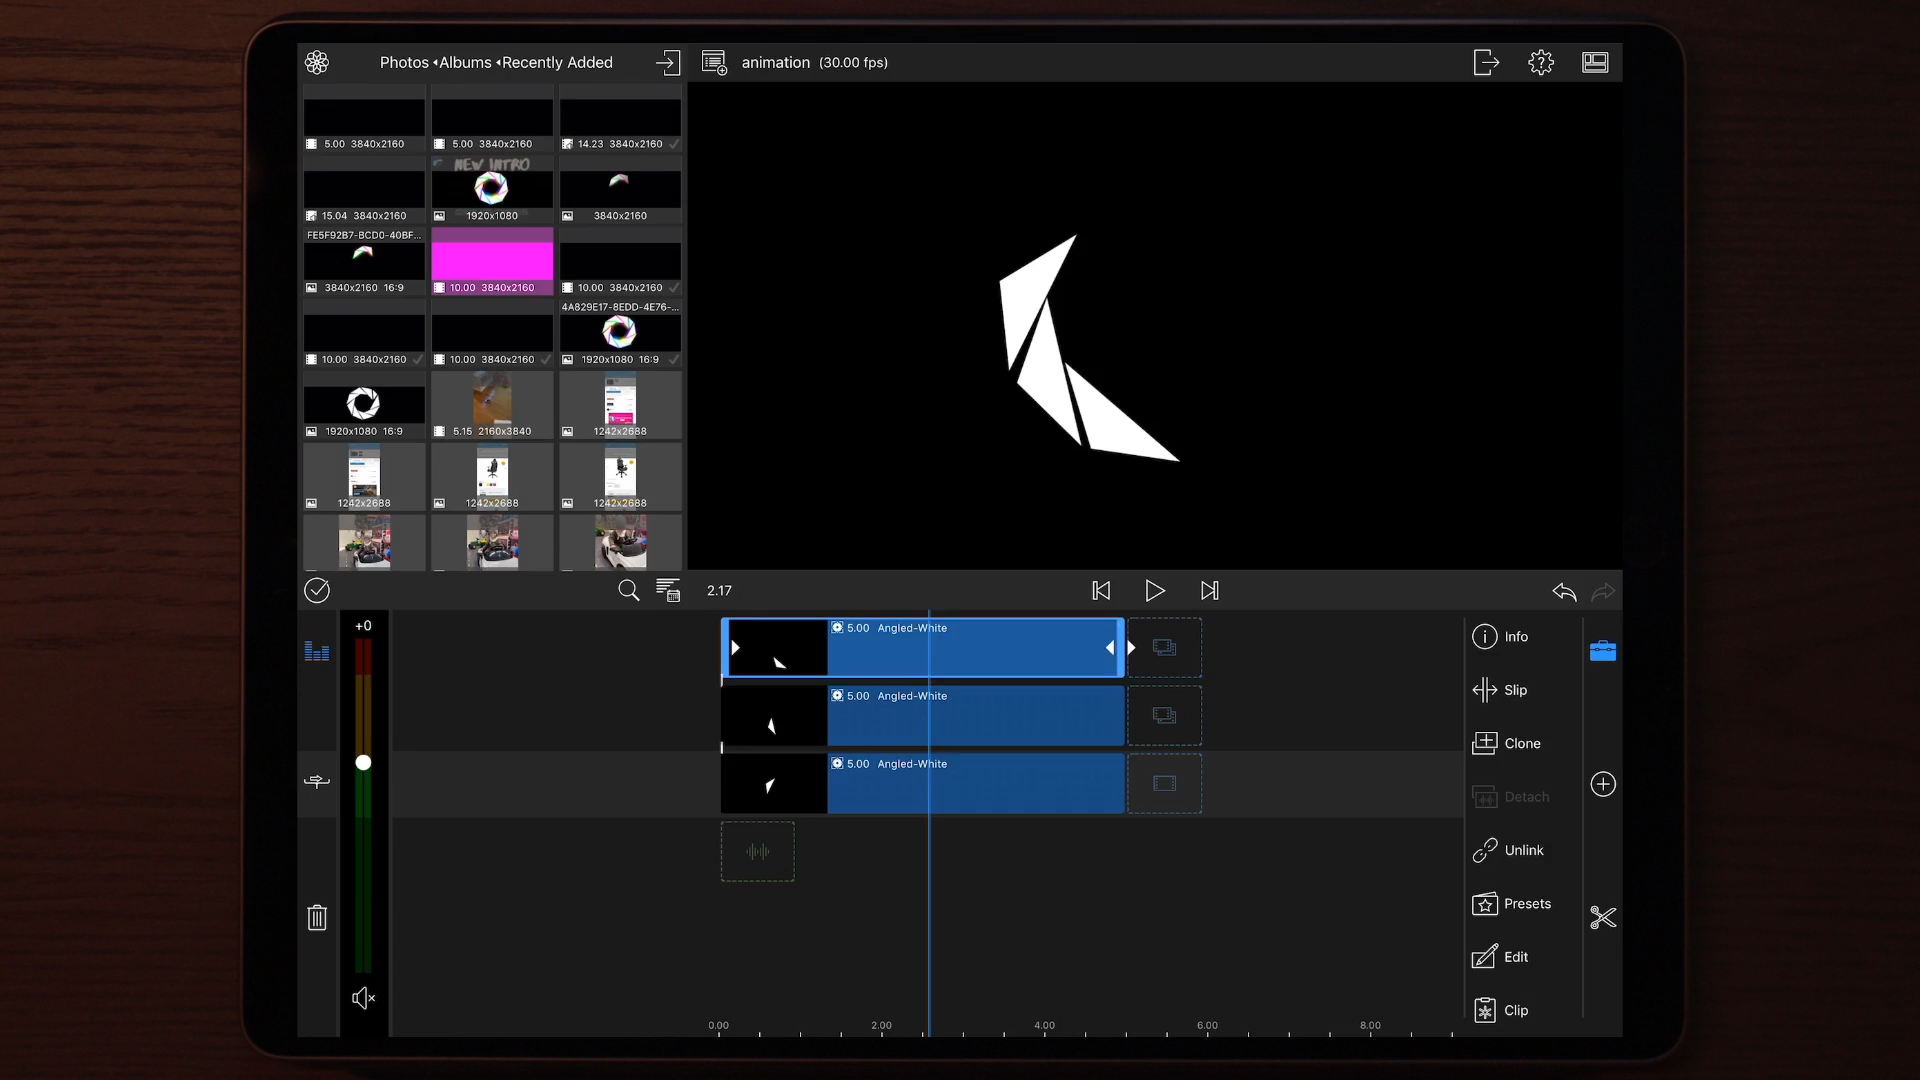 Photos Albums Recently Added
animation (30.00 fps)
5.00 3840x2160
5.00 3840x2160
14.23 3840x2160
NEW INTRO
15.04 3840x2160
1920x1080
3840x2160
FE5F92B7-BCD0-40BF...
3840x2160 16:9
10.00 3840x2160
10.00 3840x2160
4A829E17-8EDD-4E76-...
10.00 3840x2160
10.00 3840x2160
1920x1080 16:9
1920x1080 16:9
5.15 2160x3840
1242x2688
1242x2688
1242x2688
1242x2688
2.17
+0
5.00 Angled-White
5.00 Angled-White
5.00 Angled-White
Info
Slip
Clone
Detach
Unlink
Presets
Edit
Clip
0.00 2.00 4.00 6.00 8.00